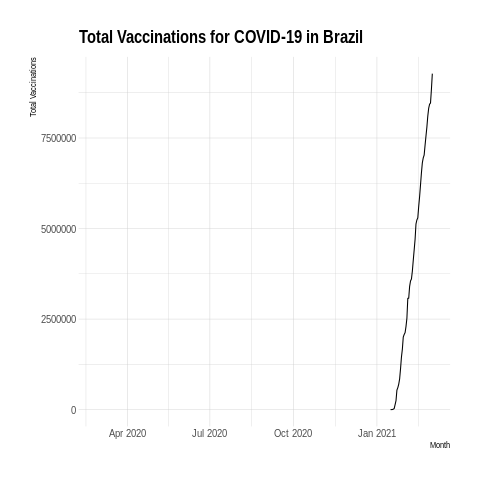 Total Vaccinations for COVID-19 in Brazil
Total Vaccinations
7500000
5000000
2500000
0
Apr 2020
Jul 2020
Oct 2020
Jan 2021
Month